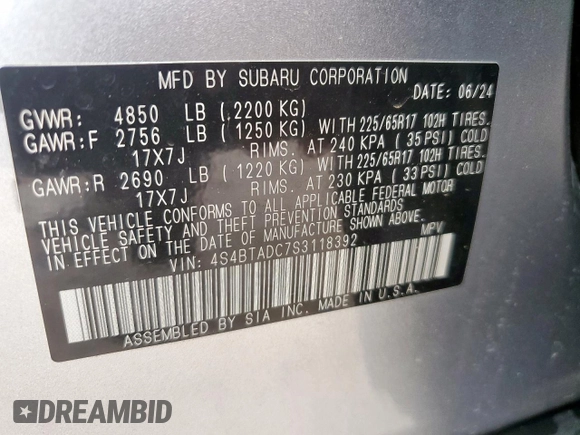 MFD BY SUBARU CORPORATION
DATE: 06/24
GVWR: 4850 LB (2200 KG)
GAWR:F 2756 LB (1250 KG) WITH 225/65R17 102H TIRES.
17X7J RIMS. AT 240 KPA (35 PSI) COLD
GAWR:R 2690 LB (1220 KG) WITH 225/65R17 102H TIRES.
17X7J RIMS. AT 230 KPA (33 PSI) COLD
THIS VEHICLE CONFORMS TO ALL APPLICABLE FEDERAL MOTOR
VEHICLE SAFETY AND THEFT PREVENTION STANDARDS
IN EFFECT ON THE DATE OF MANUFACTURE SHOWN ABOVE.
VIN: 4S4BTADC7S3118392 MPV
ASSEMBLED BY SIA INC. MADE IN U.S.A.
DREAMBID